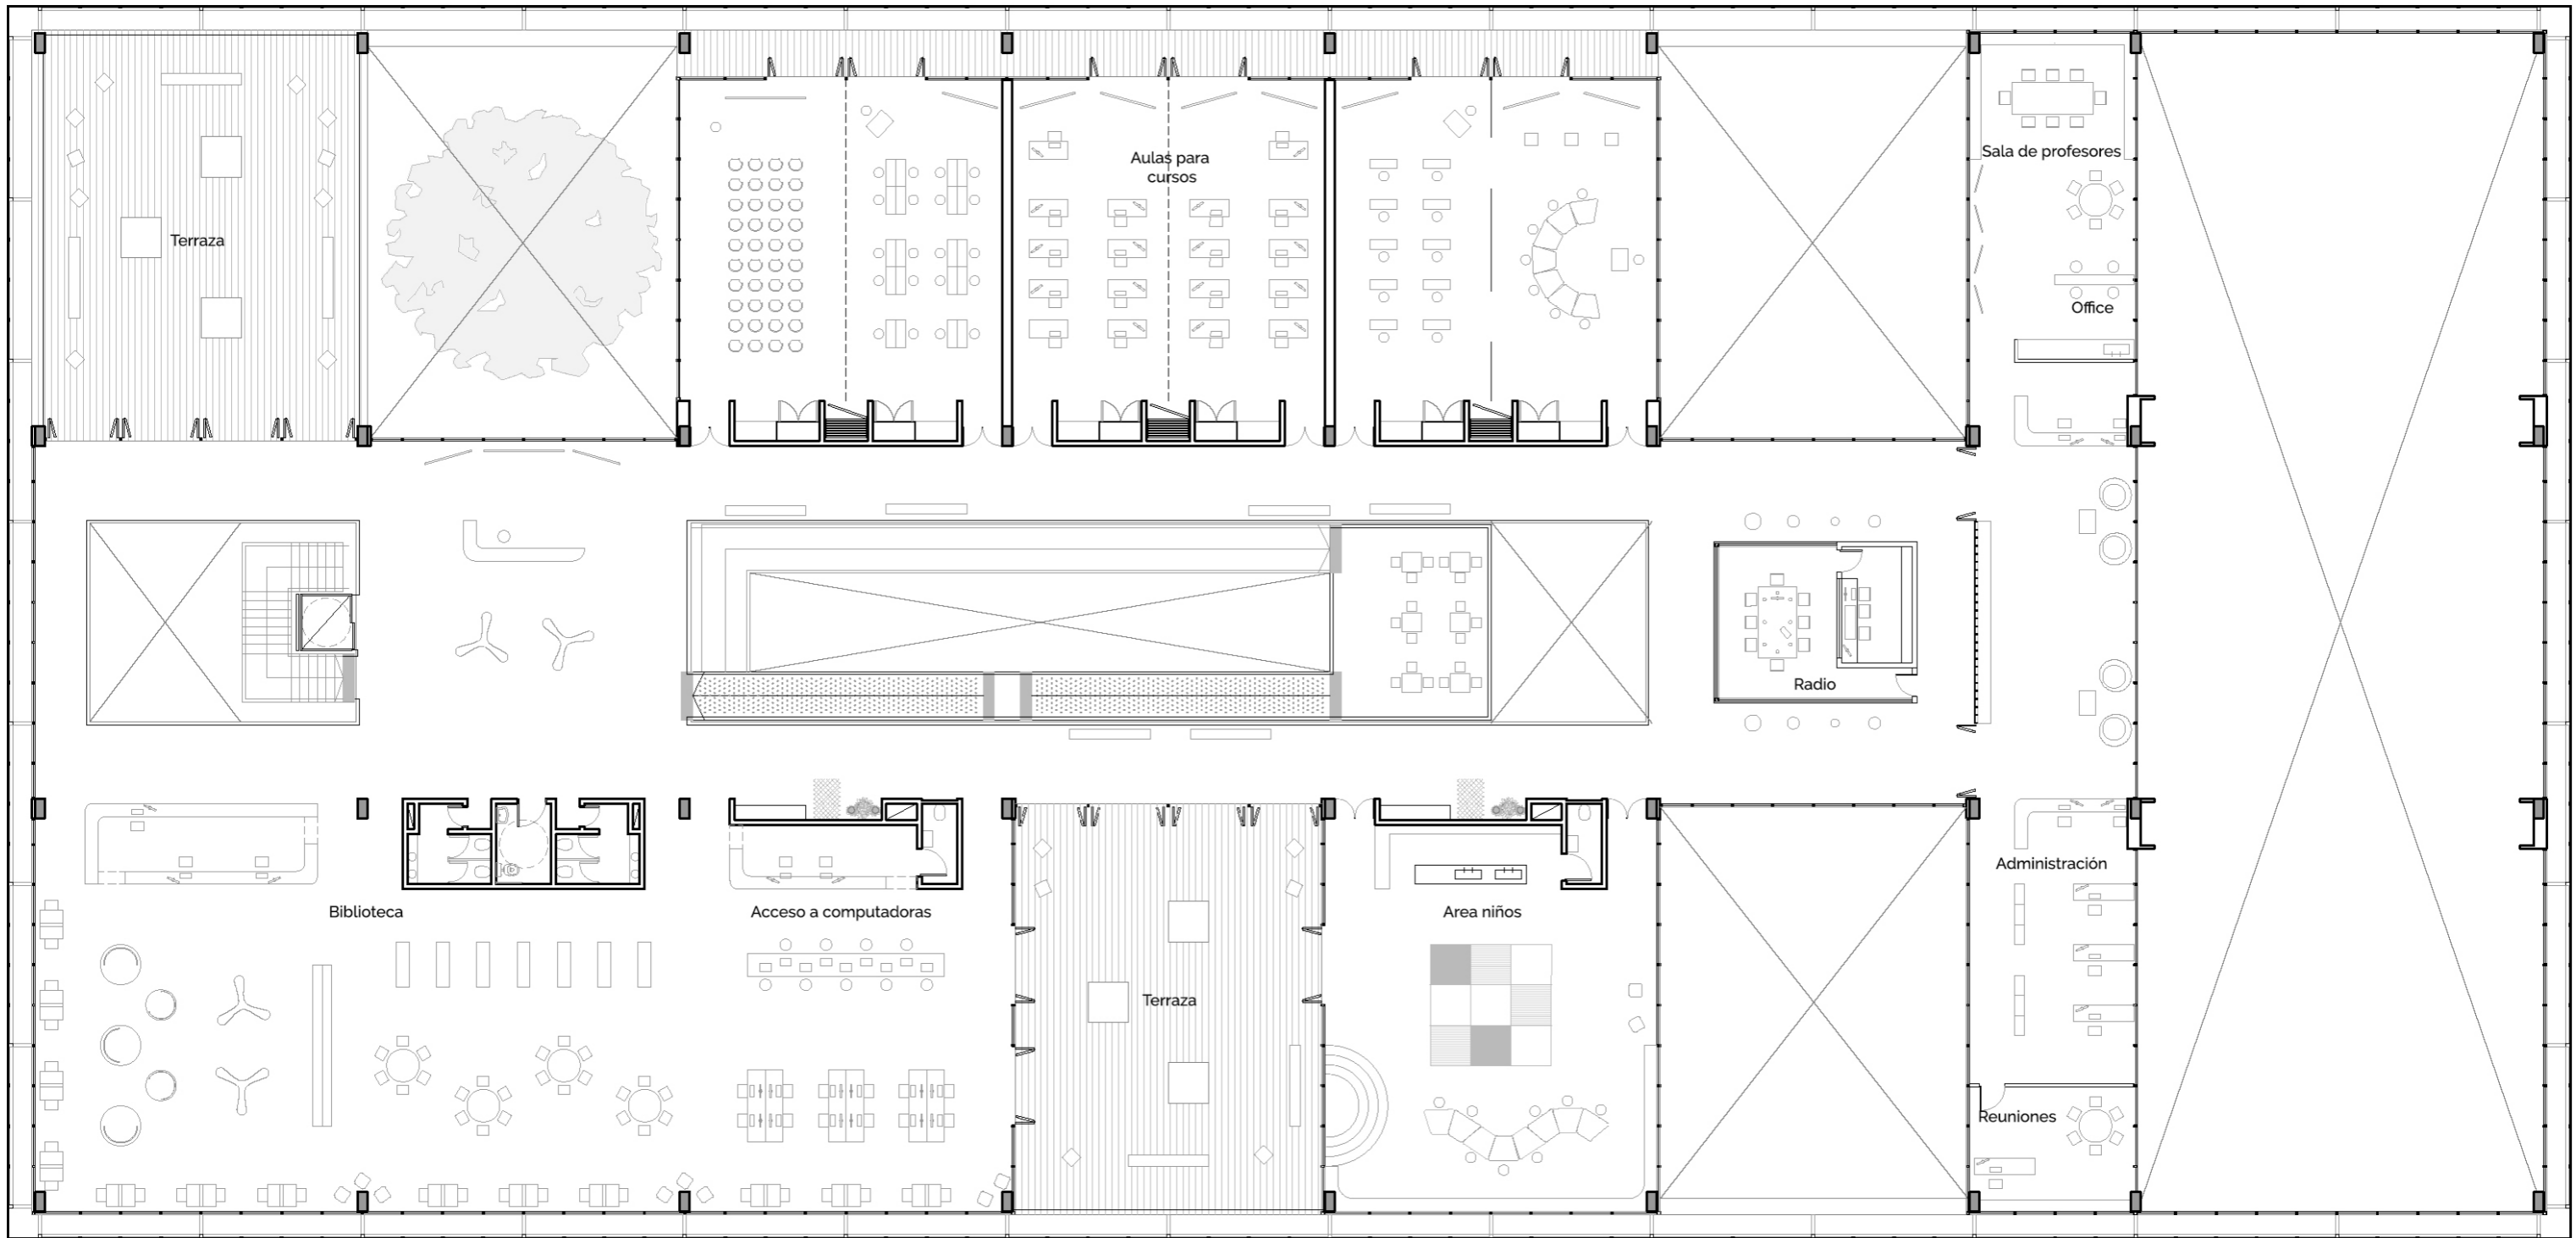 Sala de profesores
Aulas para
cursos
Terraza
Office
Radio
Administración
Biblioteca
Acceso a computadoras
Area niños
Terraza
Reuniones